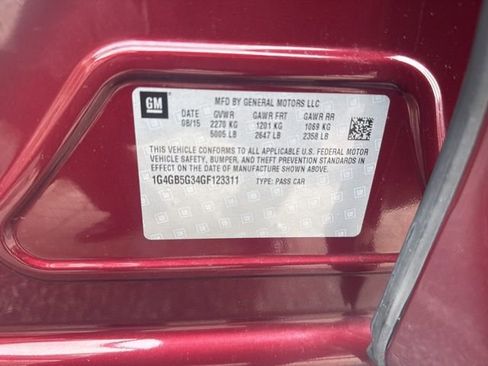 GM
MFD BY GENERAL MOTORS LLC
DATE GVWR GAWR FRT GAWR RR
08/15 2270 KG 1201 KG 1069 KG
5005 LB 2647 LB 2358 LB
THIS VEHICLE CONFORMS TO ALL APPLICABLE U.S. FEDERAL MOTOR
VEHICLE SAFETY, BUMPER, AND THEFT PREVENTION STANDARDS IN
EFFECT ON THE DATE OF MANUFACTURE SHOWN ABOVE.
1G4GB5G34GF123311 TYPE: PASS CAR